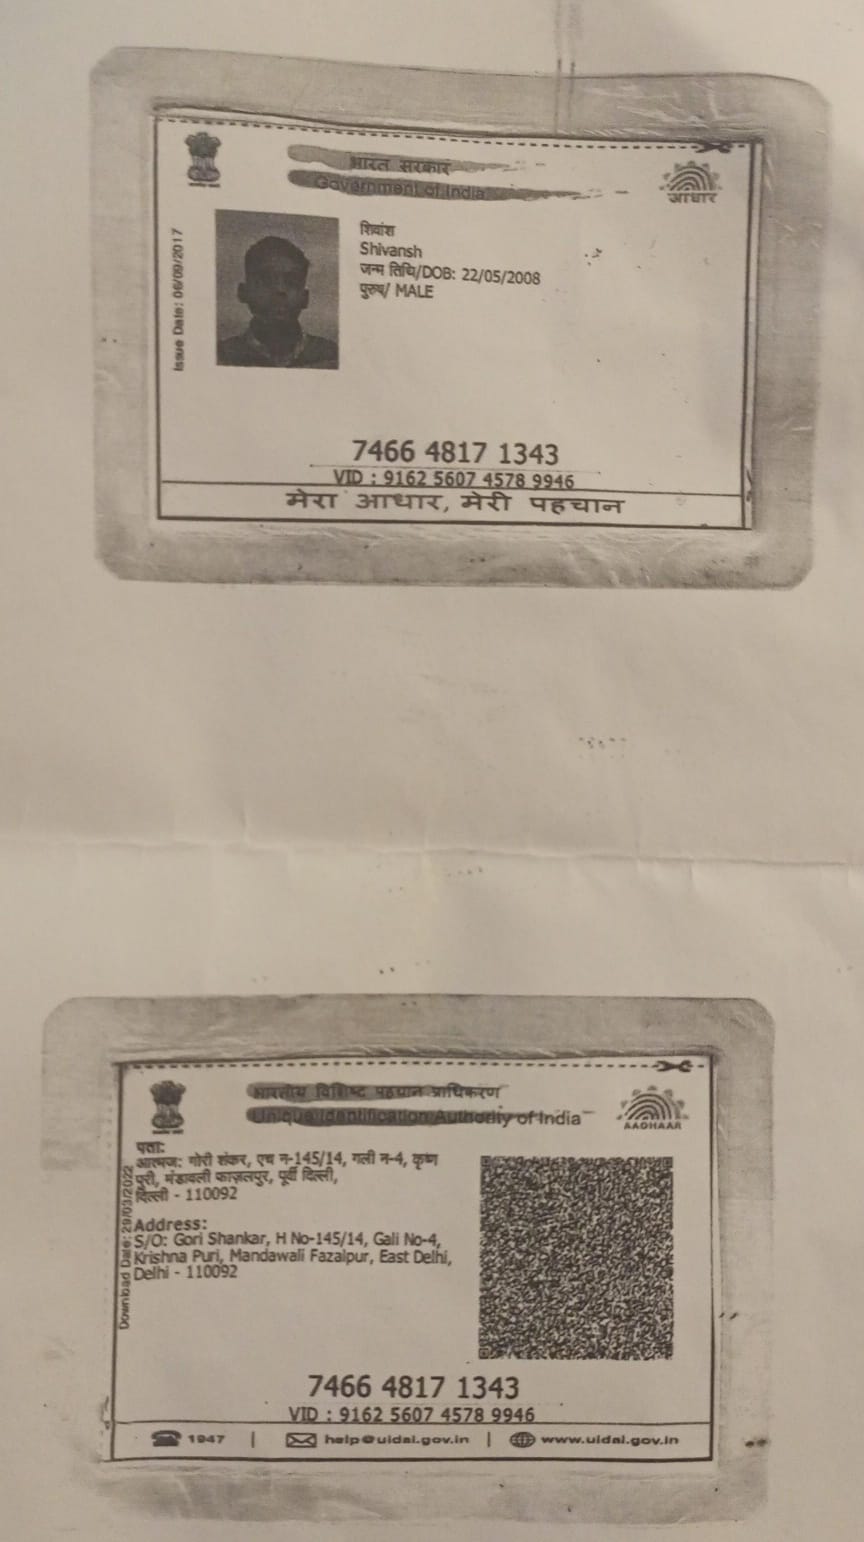 भारत सरकार
Government of India
आधार
Issue Date: 06/09/2017
शिवांश
Shivansh
जन्म तिथि/DOB: 22/05/2008
पुरुष/ MALE
7466 4817 1343
VID : 9162 5607 4578 9946
मेरा आधार, मेरी पहचान
भारतीय विशिष्ट पहचान प्राधिकरण
Unique Identification Authority of India
AADHAAR
Download Date: 29/03/2022
पता:
आत्मज: गोरी शंकर, एच न-145/14, गली न-4, कृष्ण
पुरी, मंडावली फाज़लपुर, पूर्वी दिल्ली,
दिल्ली - 110092
Address:
S/O: Gori Shankar, H No-145/14, Gali No-4,
Krishna Puri, Mandawali Fazalpur, East Delhi,
Delhi - 110092
7466 4817 1343
VID : 9162 5607 4578 9946
1947 | help@uidai.gov.in | www.uidai.gov.in